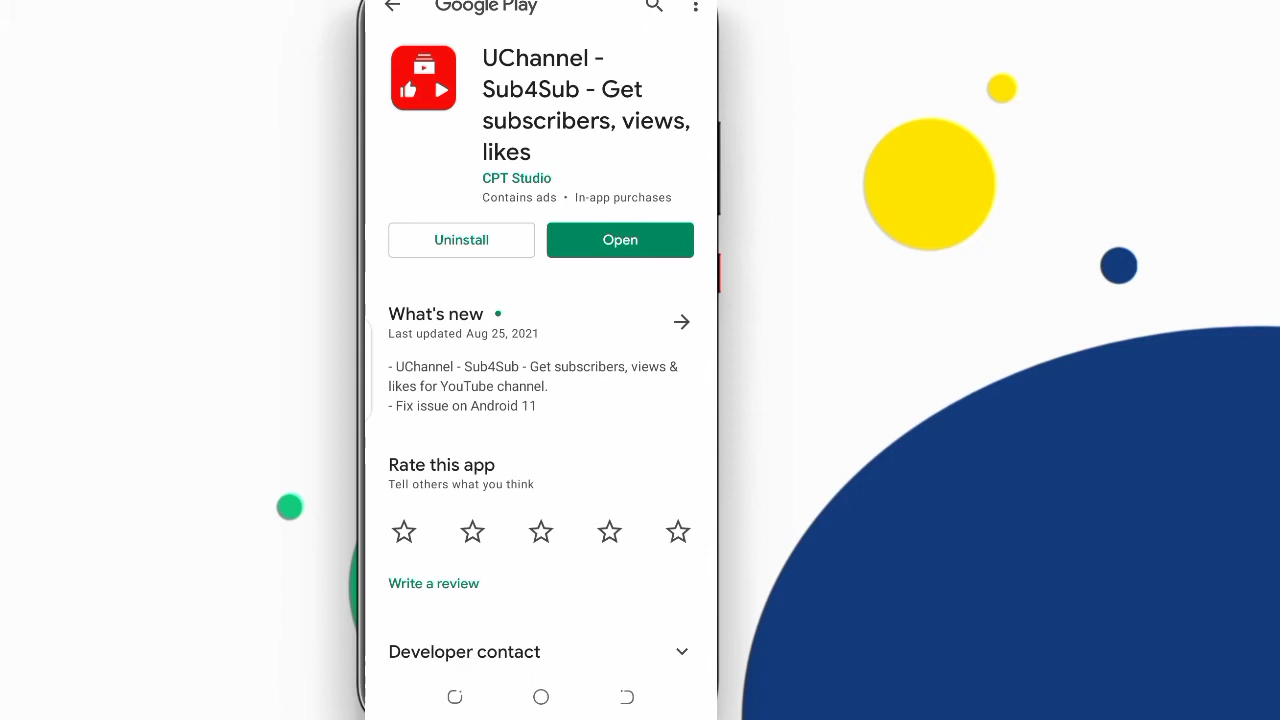 Google Play
UChannel -
Sub4Sub - Get
subscribers, views,
likes
CPT Studio
Contains ads • In-app purchases
Uninstall
Open
What's new •
Last updated Aug 25, 2021
- UChannel - Sub4Sub - Get subscribers, views &
likes for YouTube channel.
- Fix issue on Android 11
Rate this app
Tell others what you think
Write a review
Developer contact